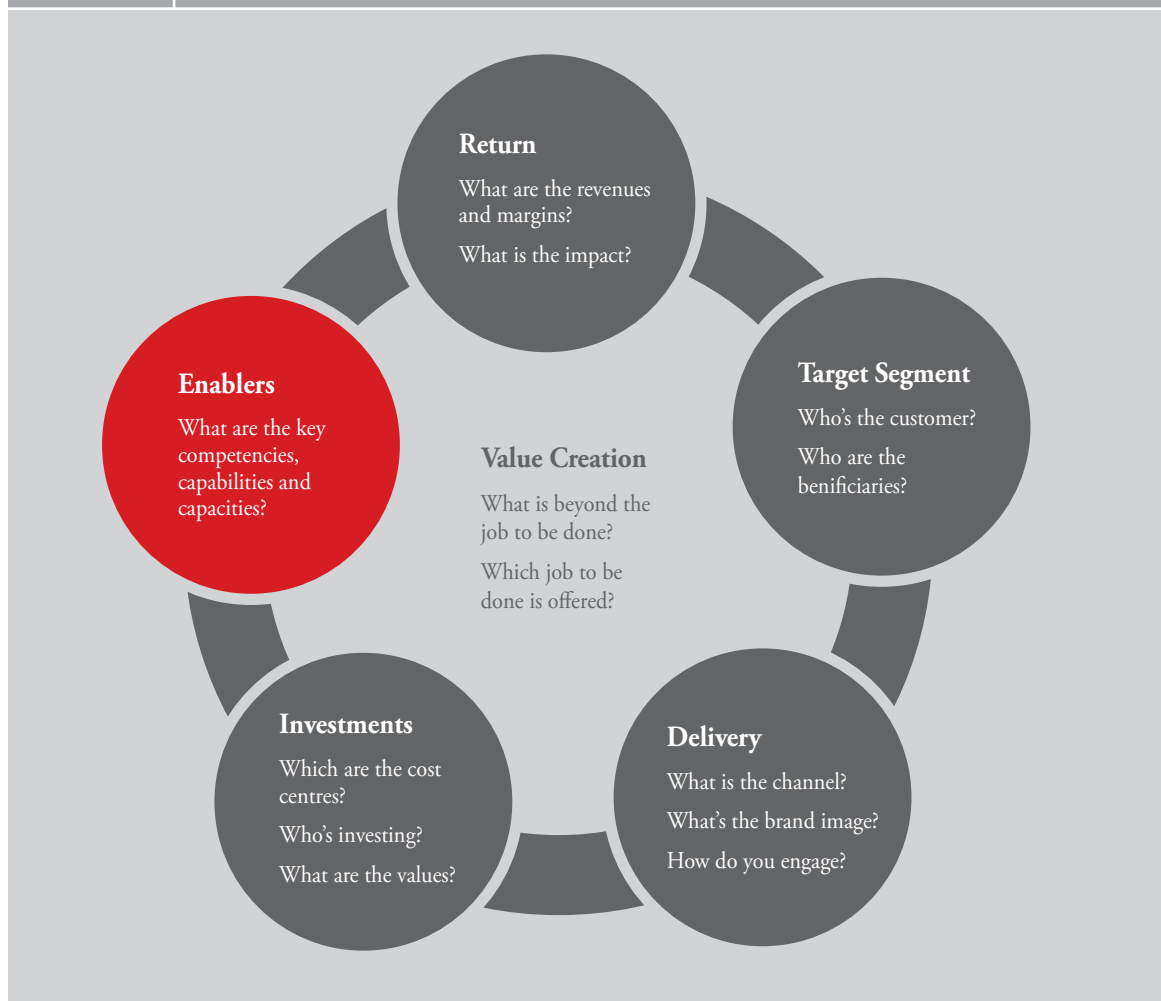 Return
What are the revenues
and margins?
What is the impact?
Target Segment
Who's the customer?
Who are the
benificiaries?
Delivery
What is the channel?
What's the brand image?
How do you engage?
Investments
Which are the cost
centres?
Who's investing?
What are the values?
Enablers
What are the key
competencies,
capabilities and
capacities?
Value Creation
What is beyond the
job to be done?
Which job to be
done is offered?